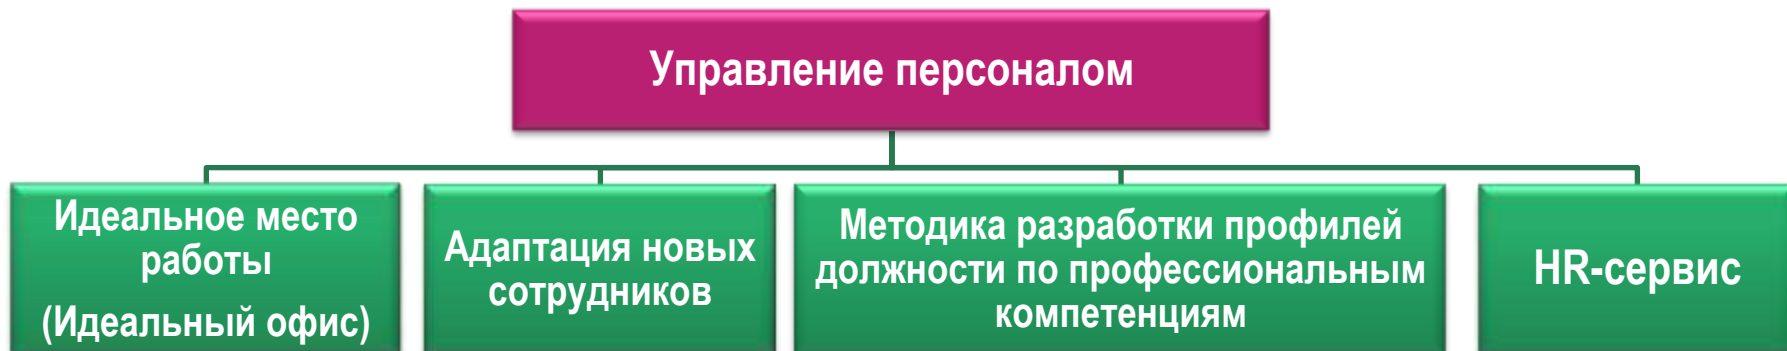 Управление персоналом
Идеальное место
работы
(Идеальный офис)
Адаптация новых
сотрудников
Методика разработки профилей
должности по профессиональным
компетенциям
HR-сервис